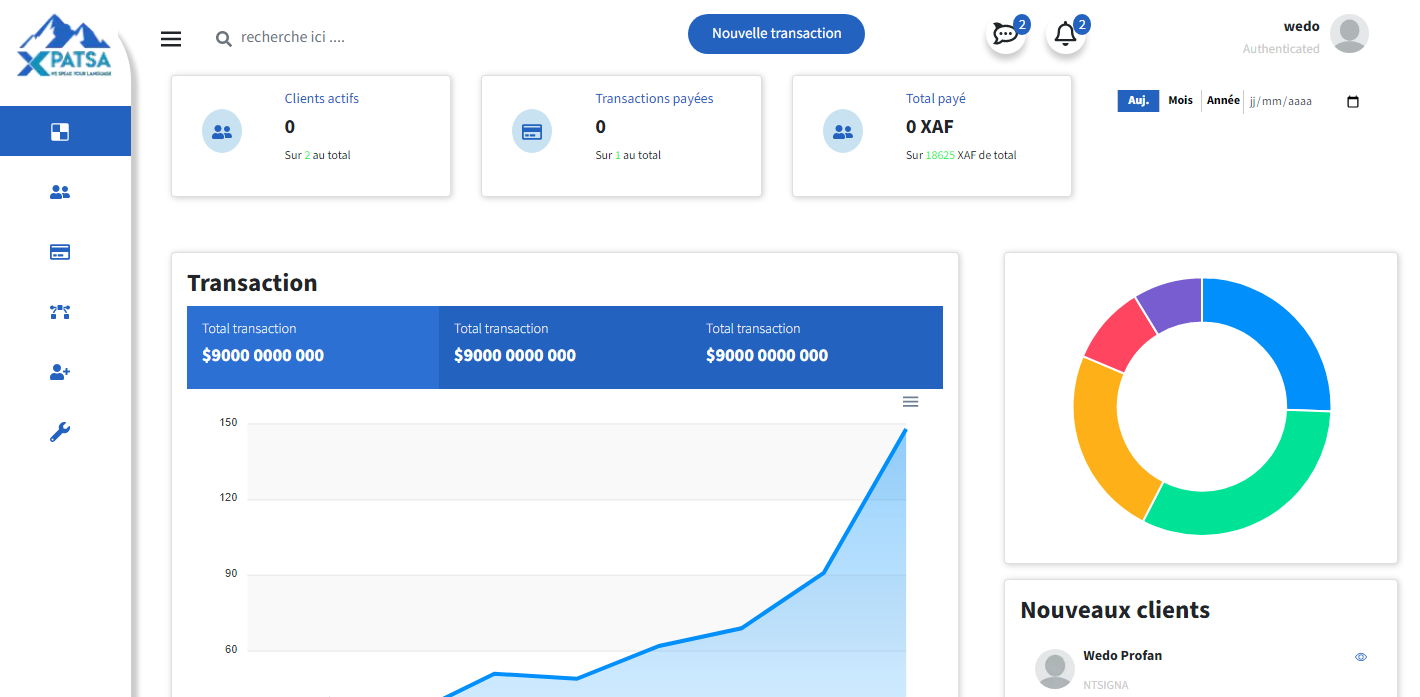 XPATSA
WE SPEAK YOUR LANGUAGE
recherche ici ....
Nouvelle transaction
2
2
wedo
Authenticated
Clients actifs
0
Sur 2 au total
Transactions payées
0
Sur 1 au total
Total payé
0 XAF
Sur 18625 XAF de total
Auj.
Mois
Année
jj/mm/aaaa
Transaction
Total transaction
$9000 0000 000
Total transaction
$9000 0000 000
Total transaction
$9000 0000 000
150
120
90
60
Nouveaux clients
Wedo Profan
NTSIGNA